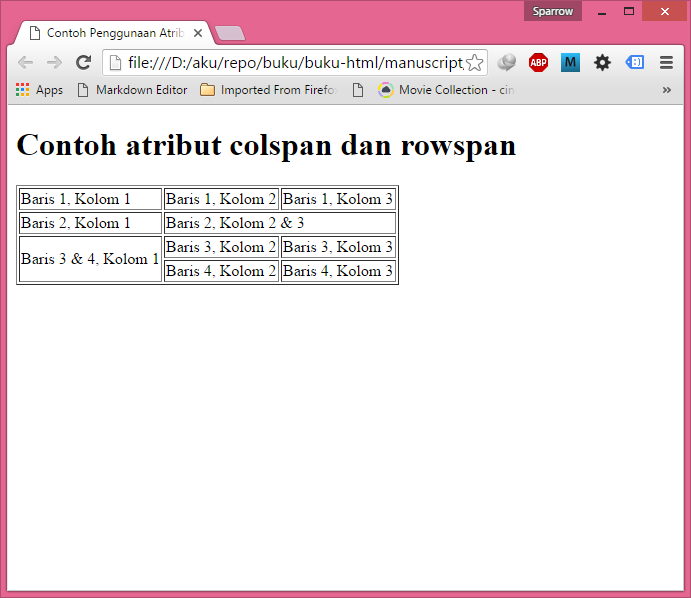 Sparrow
Contoh Penggunaan Atrib
file:///D:/aku/repo/buku/buku-html/manuscript
ABP
M
Apps
Markdown Editor
Imported From Firefo
Movie Collection - cin
»
Contoh atribut colspan dan rowspan
Baris 1, Kolom 1 Baris 1, Kolom 2 Baris 1, Kolom 3
Baris 2, Kolom 1 Baris 2, Kolom 2 & 3
Baris 3 & 4, Kolom 1 Baris 3, Kolom 2 Baris 3, Kolom 3
Baris 4, Kolom 2 Baris 4, Kolom 3